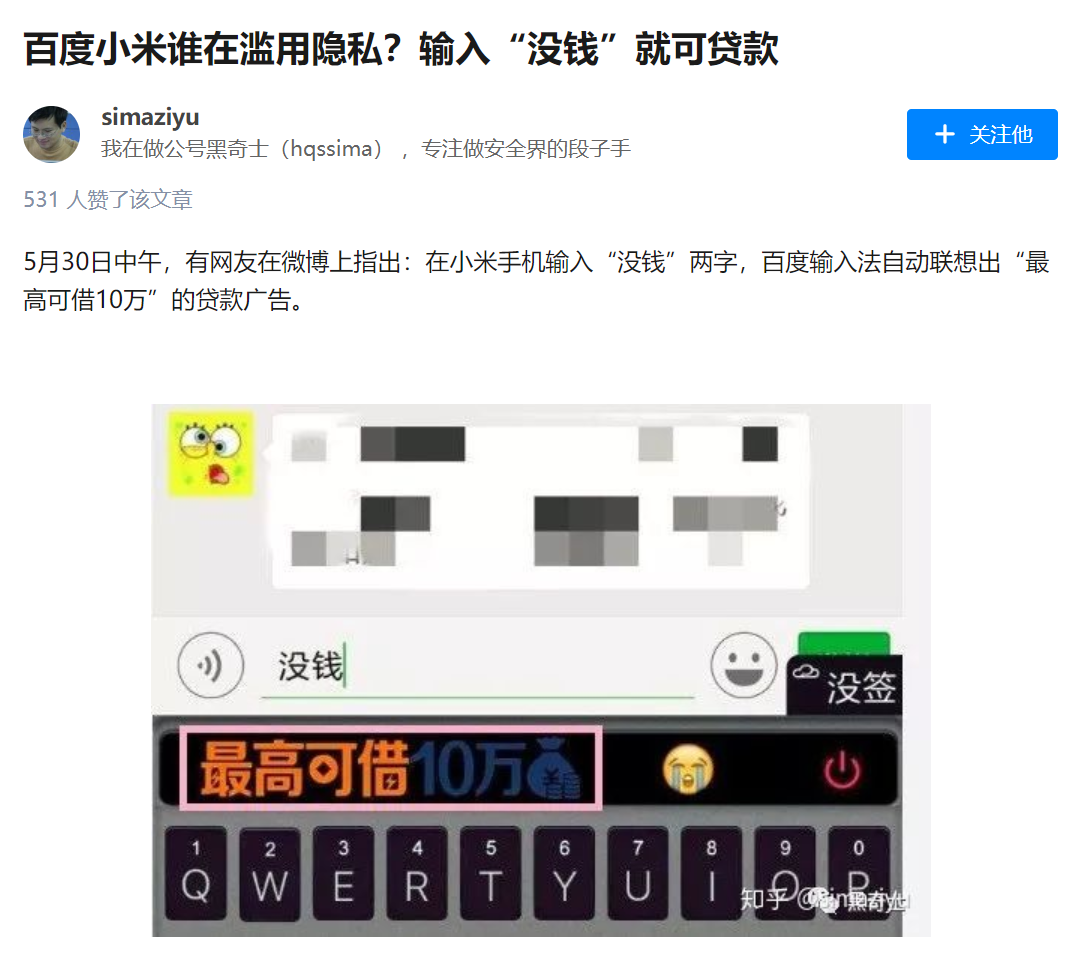 百度小米谁在滥用隐私？输入“没钱”就可贷款
simaziyu
我在做公号黑奇士（hqssima），专注做安全界的段子手
+ 关注他
531 人赞了该文章
5月30日中午，有网友在微博上指出：在小米手机输入“没钱”两字，百度输入法自动联想出“最
高可借10万”的贷款广告。
没钱
没签
最高可借10万
1 2 3 4 5 6 7 8 9 0
Q W E R T Y U I O P
知乎 @simaziyu
黑奇士